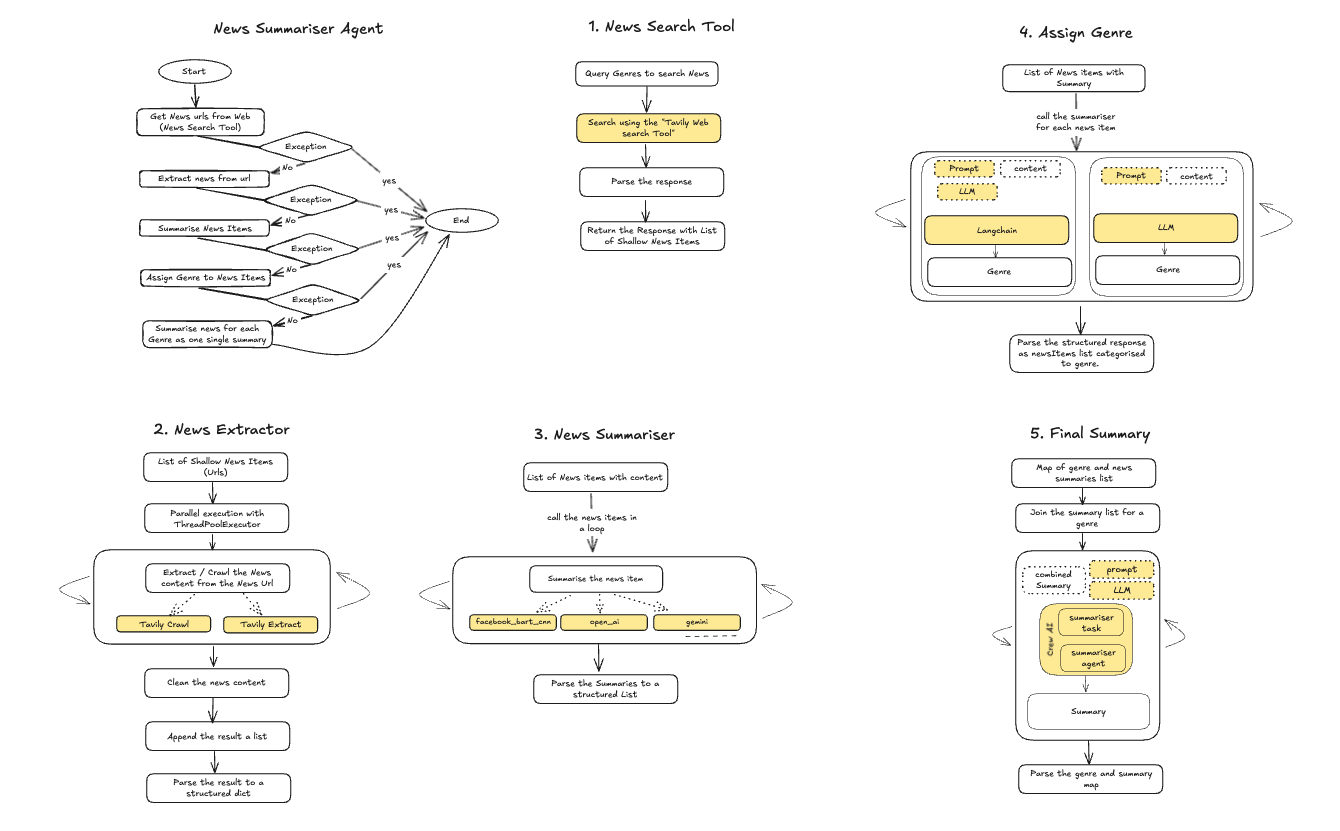 News Summariser Agent
Start
Get News urls from Web
(News Search Tool)
Exception
No
yes
Extract news from url
Exception
No
yes
Summarise News Items
Exception
No
yes
Assign Genre to News Items
Exception
No
yes
Summarise news for each
Genre as one single summary
End
1. News Search Tool
Query Genres to search News
Search using the "Tavily Web
search Tool"
Parse the response
Return the Response with List
of Shallow News Items
4. Assign Genre
List of News items with
Summary
call the summariser
for each news item
Prompt
content
LLM
Langchain
Genre
Prompt
content
LLM
Genre
Parse the structured response
as newsItems list categorised
to genre.
2. News Extractor
List of Shallow News Items
(Urls)
Parallel execution with
ThreadPoolExecutor
Extract / Crawl the News
content from the News Url
Tavily Crawl
Tavily Extract
Clean the news content
Append the result a list
Parse the result to a
structured dict
3. News Summariser
List of News items with content
call the news items in
a loop
Summarise the news item
facebook_bart_cnn
open_ai
gemini
Parse the Summaries to a
structured List
5. Final Summary
Map of genre and news
summaries list
Join the summary list for a
genre
combined
Summary
prompt
LLM
Crew AI
summariser
task
summariser
agent
Summary
Parse the genre and summary
map